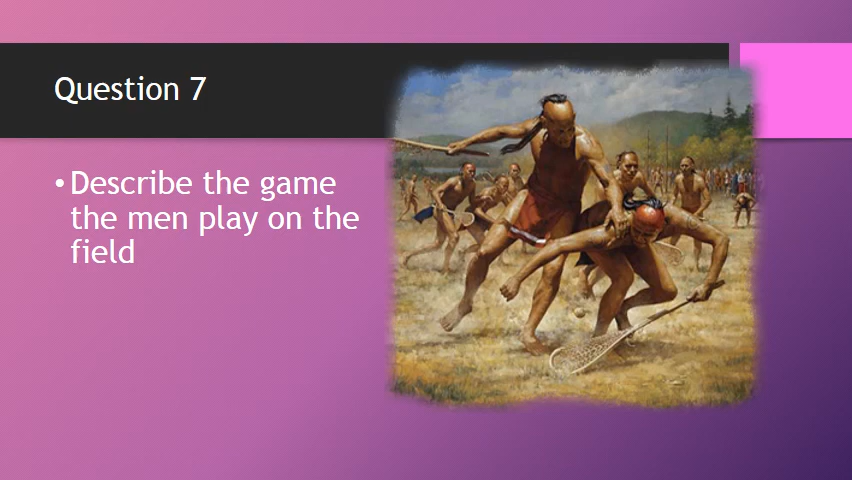 Question 7
• Describe the game
the men play on the
field